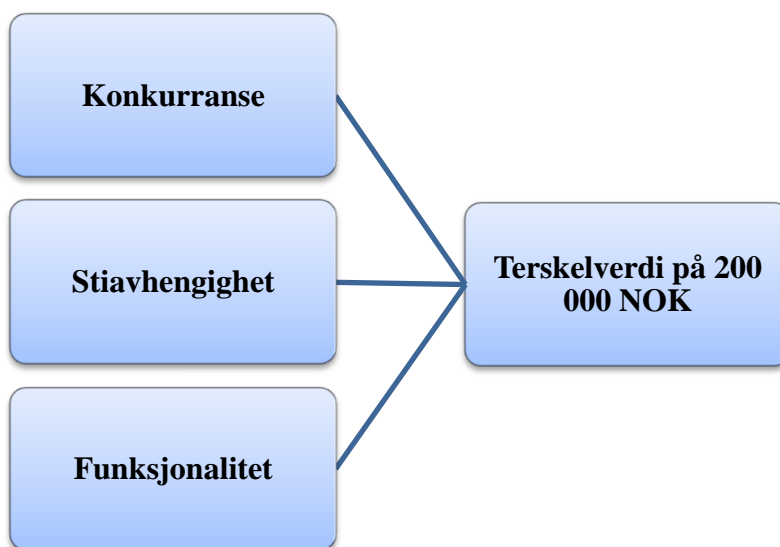 Konkurranse
Stiavhengighet
Terskelverdi på 200
000 NOK
Funksjonalitet